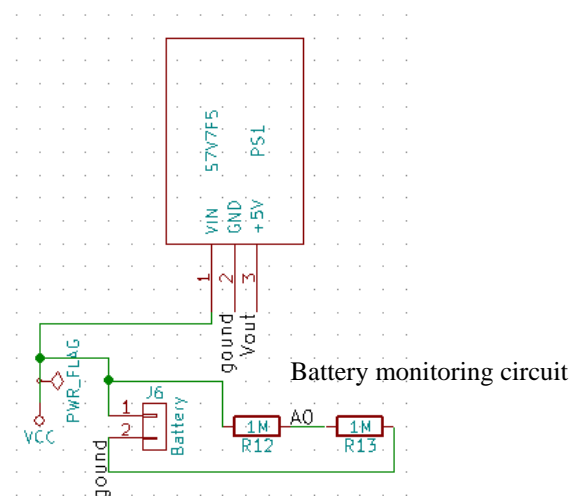 57V7F5
PS1
VIN
GND
+5V
1
2
3
gound
Vout
Battery monitoring circuit
PWR_FLAG
VCC
J6
1
2
Battery
gound
1M
R12
A0
1M
R13